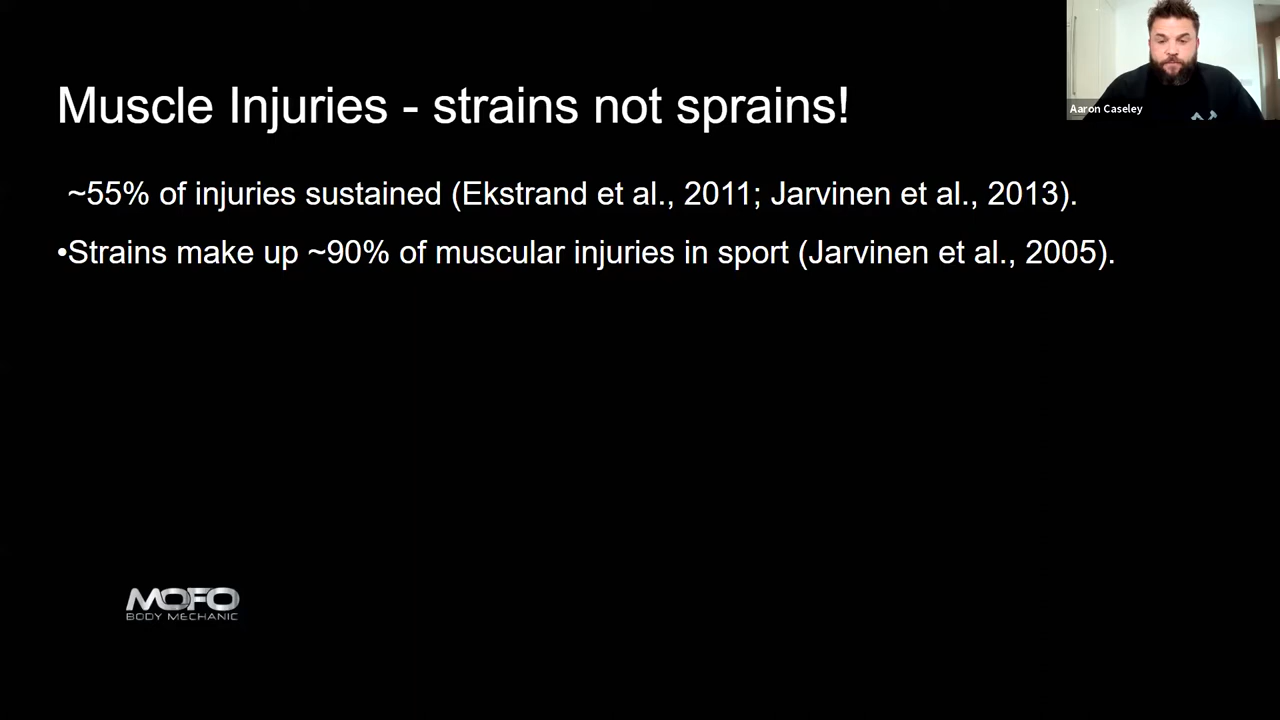 Aaron Caseley
Muscle Injuries - strains not sprains!
~55% of injuries sustained (Ekstrand et al., 2011; Jarvinen et al., 2013).
•Strains make up ~90% of muscular injuries in sport (Jarvinen et al., 2005).
MOFO
BODY MECHANIC